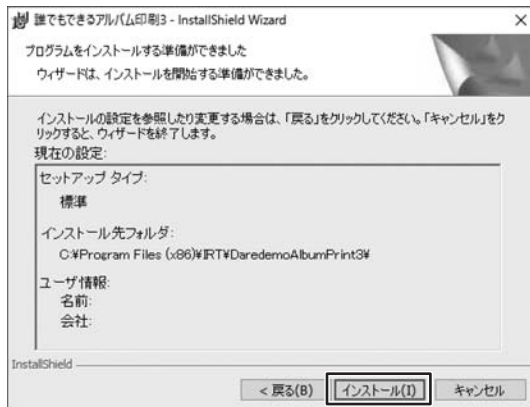 誰でもできるアルバム印刷3 - InstallShield Wizard
プログラムをインストールする準備ができました
ウィザードは、インストールを開始する準備ができました。
インストールの設定を参照したり変更する場合は、「戻る」をクリックしてください。「キャンセル」をク
リックすると、ウィザードを終了します。
現在の設定:
セットアップ タイプ:
標準
インストール先フォルダ:
C:¥Program Files (x86)¥IRT¥DaredemoAlbumPrint3¥
ユーザ情報:
名前:
会社:
InstallShield
< 戻る(B) インストール(I) キャンセル